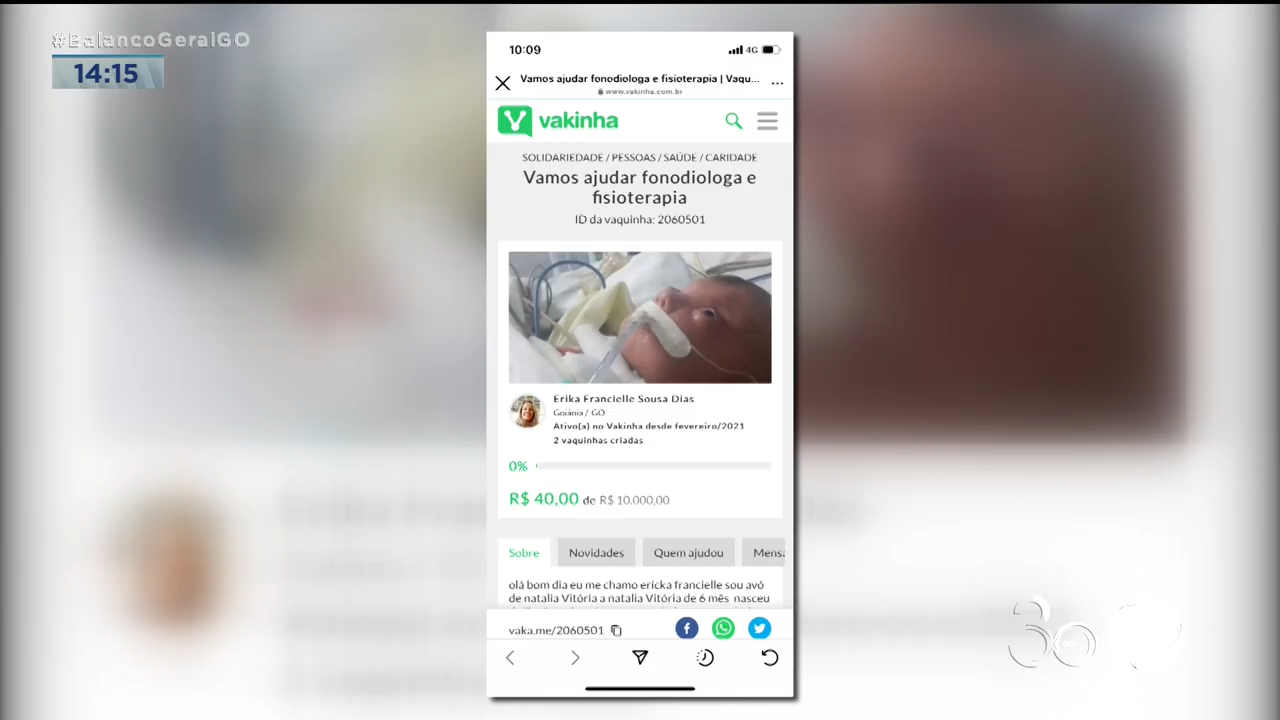 #BalancoGeralGO
14:15
10:09
4G
Vamos ajudar fonodiologa e fisioterapia | Vaqu...
www.vakinha.com.br
vakinha
SOLIDARIEDADE / PESSOAS / SAÚDE / CARIDADE
Vamos ajudar fonodiologa e
fisioterapia
ID da vaquinha: 2060501
Erika Francielle Sousa Dias
Goiânia / GO
Ativo(a) no Vakinha desde fevereiro/2021
2 vaquinhas criadas
0%
R$ 40,00 de R$ 10.000,00
Sobre
Novidades
Quem ajudou
Mensa
olá bom dia eu me chamo ericka francielle sou avó
de natalia Vitória a natalia Vitória de 6 mês nasceu
vaka.me/2060501